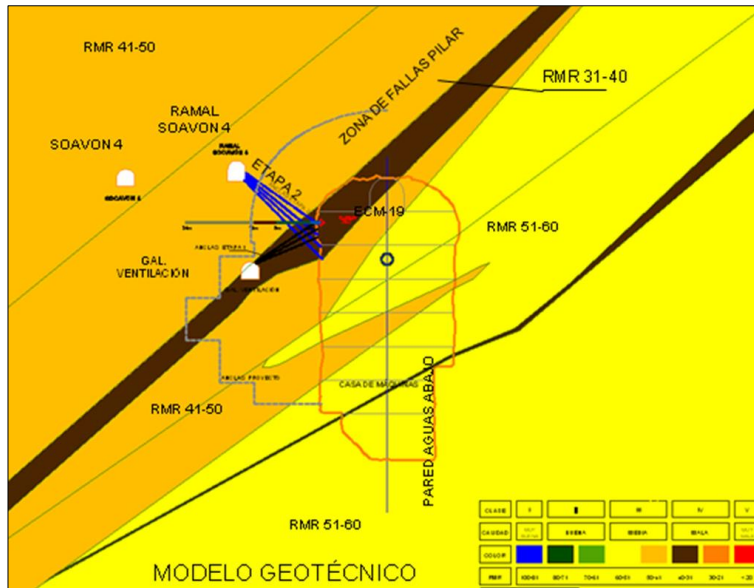 RMR 41-50
ZONA DE FALLAS PILAR
RMR 31-40
RAMAL
SOAVON 4
SOAVON 4
ETAPA 2
ECM-19
RMR 51-60
GAL.
VENTILACIÓN
CASA DE MÁQUINAS
RMR 41-50
PARED AGUAS ABAJO
RMR 51-60
MODELO GEOTÉCNICO
CLASE I II III IV V
CALIDAD BUENA MEDIA MALA
COLOR
RMR